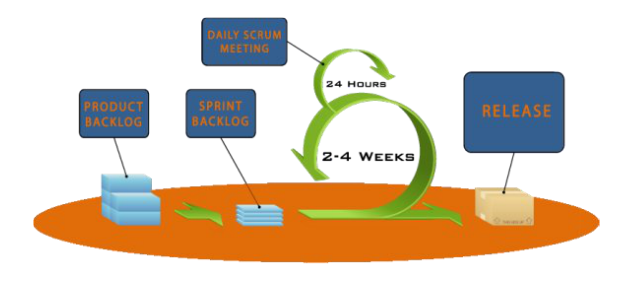 DAILY SCRUM
MEETING
24 HOURS
PRODUCT
BACKLOG
SPRINT
BACKLOG
RELEASE
2-4 WEEKS